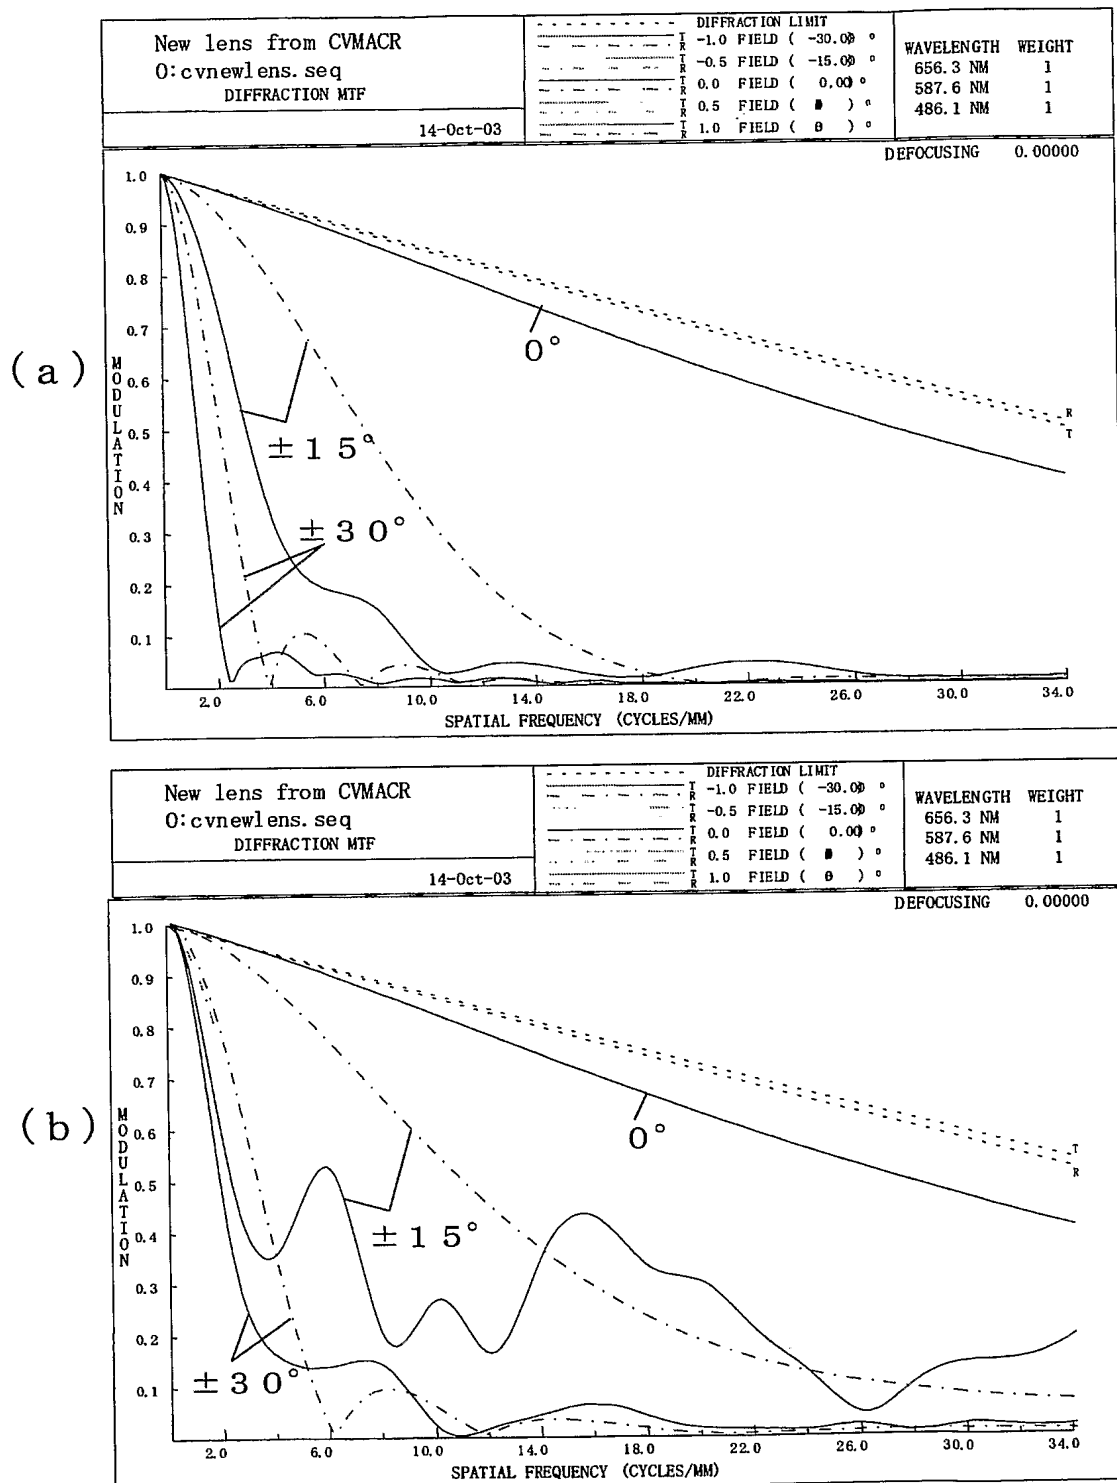 New lens from CVMACR
O:cvnewlens.seq
DIFFRACTION MTF
14-Oct-03
DIFFRACTION LIMIT
T
R -1.0 FIELD ( -30.00) °
T
R -0.5 FIELD ( -15.00) °
T
R 0.0 FIELD ( 0.00) °
T
R 0.5 FIELD ( ) °
T
R 1.0 FIELD ( ) °
WAVELENGTH WEIGHT
656.3 NM 1
587.6 NM 1
486.1 NM 1
DEFOCUSING 0.00000
(a)
MODULATION
1.0
0.9
0.8
0.7
0.6
0.5
0.4
0.3
0.2
0.1
0°
±15°
±30°
R
T
2.0 6.0 10.0 14.0 18.0 22.0 26.0 30.0 34.0
SPATIAL FREQUENCY (CYCLES/MM)
New lens from CVMACR
O:cvnewlens.seq
DIFFRACTION MTF
14-Oct-03
DIFFRACTION LIMIT
T
R -1.0 FIELD ( -30.00) °
T
R -0.5 FIELD ( -15.00) °
T
R 0.0 FIELD ( 0.00) °
T
R 0.5 FIELD ( ) °
T
R 1.0 FIELD ( ) °
WAVELENGTH WEIGHT
656.3 NM 1
587.6 NM 1
486.1 NM 1
DEFOCUSING 0.00000
(b)
MODULATION
1.0
0.9
0.8
0.7
0.6
0.5
0.4
0.3
0.2
0.1
0°
±15°
±30°
T
R
2.0 6.0 10.0 14.0 18.0 22.0 26.0 30.0 34.0
SPATIAL FREQUENCY (CYCLES/MM)